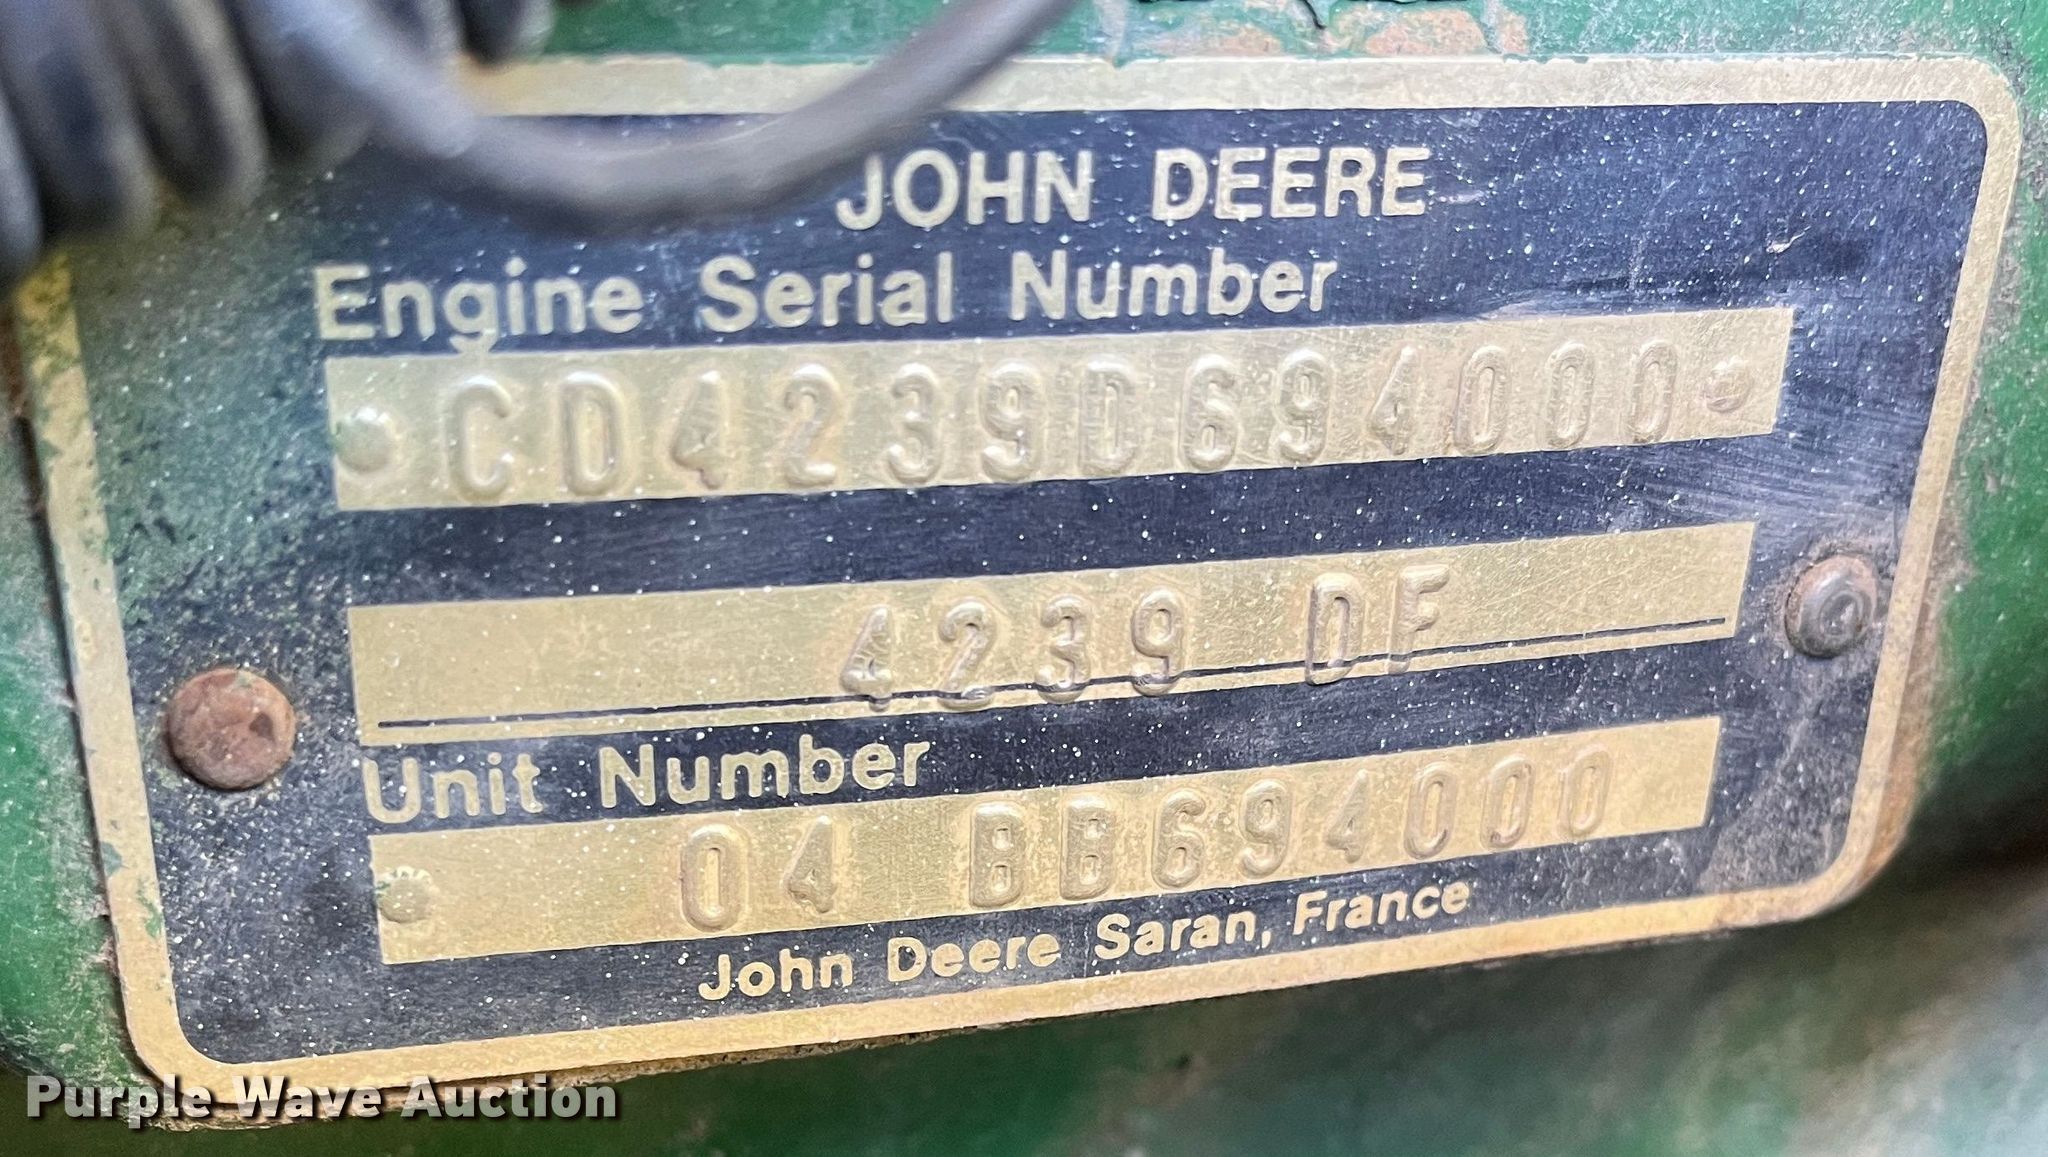 JOHN DEERE
Engine Serial Number
CD4239D694000
4239 DF
Unit Number
04 BB694000
John Deere Saran, France
Purple Wave Auction